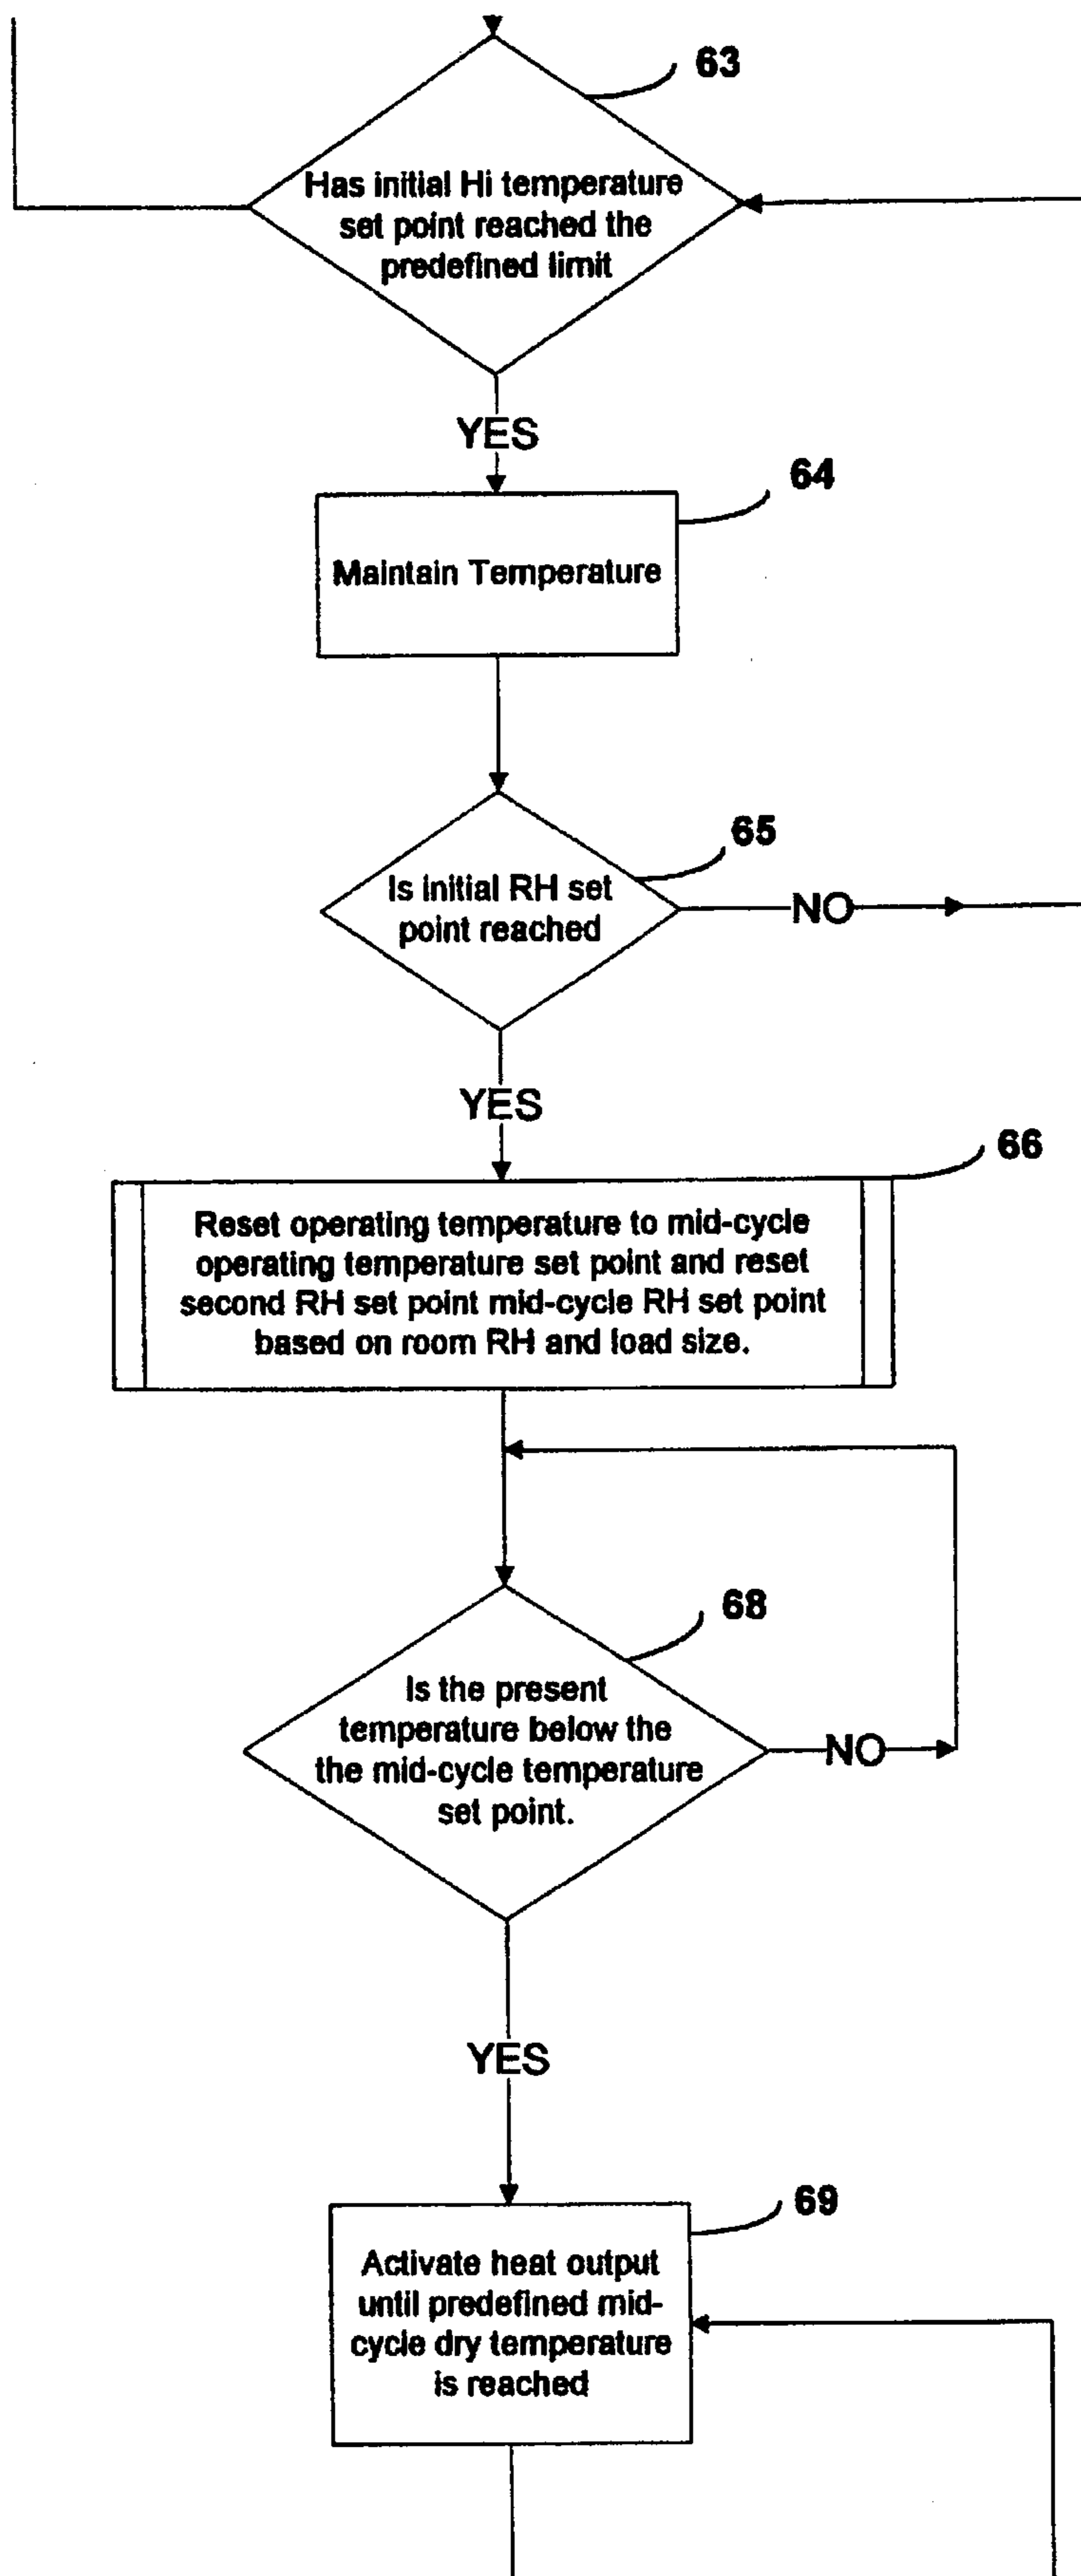 63
Has initial Hi temperature
set point reached the
predefined limit
YES
64
Maintain Temperature
65
Is initial RH set
point reached
NO
YES
66
Reset operating temperature to mid-cycle
operating temperature set point and reset
second RH set point mid-cycle RH set point
based on room RH and load size.
68
Is the present
temperature below the
the mid-cycle temperature
set point.
NO
YES
69
Activate heat output
until predefined mid-
cycle dry temperature
is reached